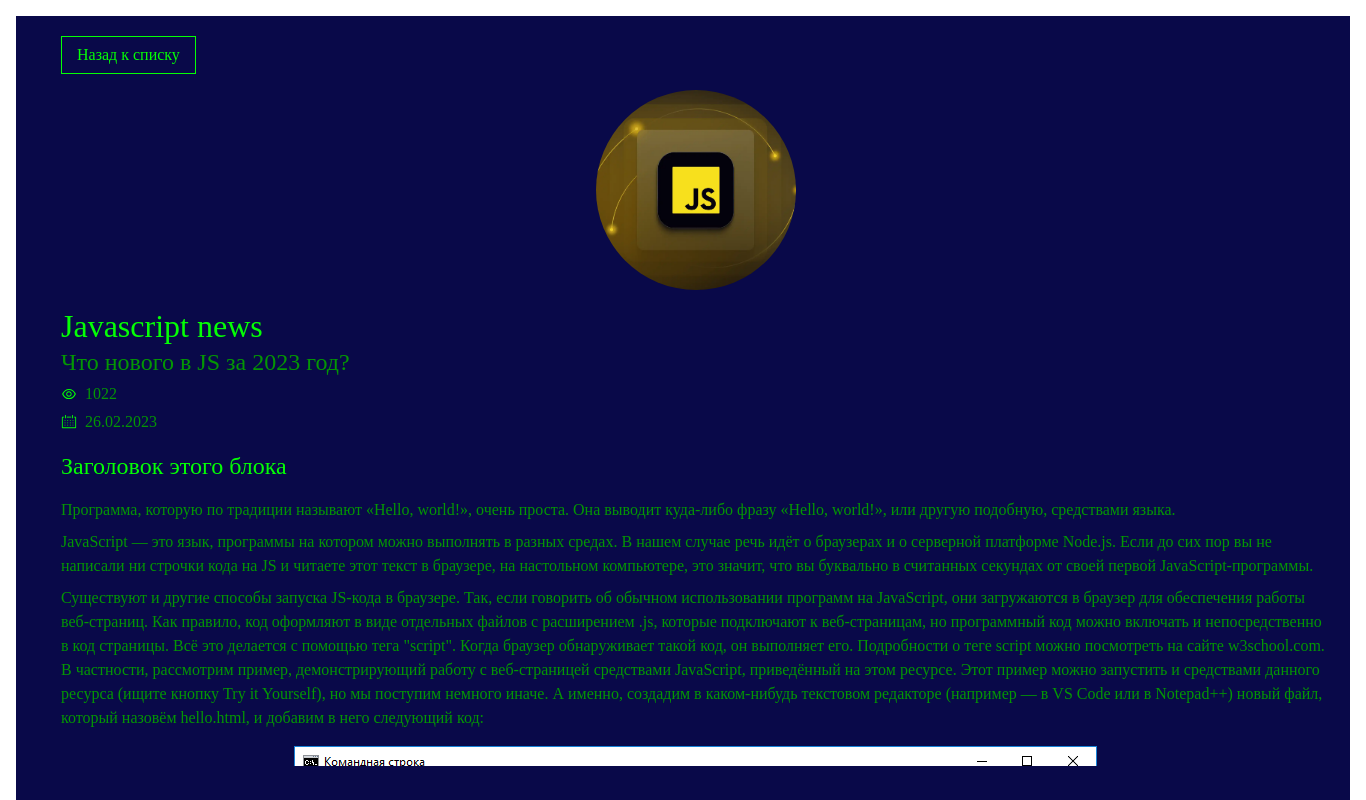 Назад к списку
JS
Javascript news
Что нового в JS за 2023 год?
1022
26.02.2023
Заголовок этого блока
Программа, которую по традиции называют «Hello, world!», очень проста. Она выводит куда-либо фразу «Hello, world!», или другую подобную, средствами языка.
JavaScript — это язык, программы на котором можно выполнять в разных средах. В нашем случае речь идёт о браузерах и о серверной платформе Node.js. Если до сих пор вы не
написали ни строчки кода на JS и читаете этот текст в браузере, на настольном компьютере, это значит, что вы буквально в считанных секундах от своей первой JavaScript-программы.
Существуют и другие способы запуска JS-кода в браузере. Так, если говорить об обычном использовании программ на JavaScript, они загружаются в браузер для обеспечения работы
веб-страниц. Как правило, код оформляют в виде отдельных файлов с расширением .js, которые подключают к веб-страницам, но программный код можно включать и непосредственно
в код страницы. Всё это делается с помощью тега "script". Когда браузер обнаруживает такой код, он выполняет его. Подробности о теге script можно посмотреть на сайте w3school.com.
В частности, рассмотрим пример, демонстрирующий работу с веб-страницей средствами JavaScript, приведённый на этом ресурсе. Этот пример можно запустить и средствами данного
ресурса (ищите кнопку Try it Yourself), но мы поступим немного иначе. А именно, создадим в каком-нибудь текстовом редакторе (например — в VS Code или в Notepad++) новый файл,
который назовём hello.html, и добавим в него следующий код:
Командная строка